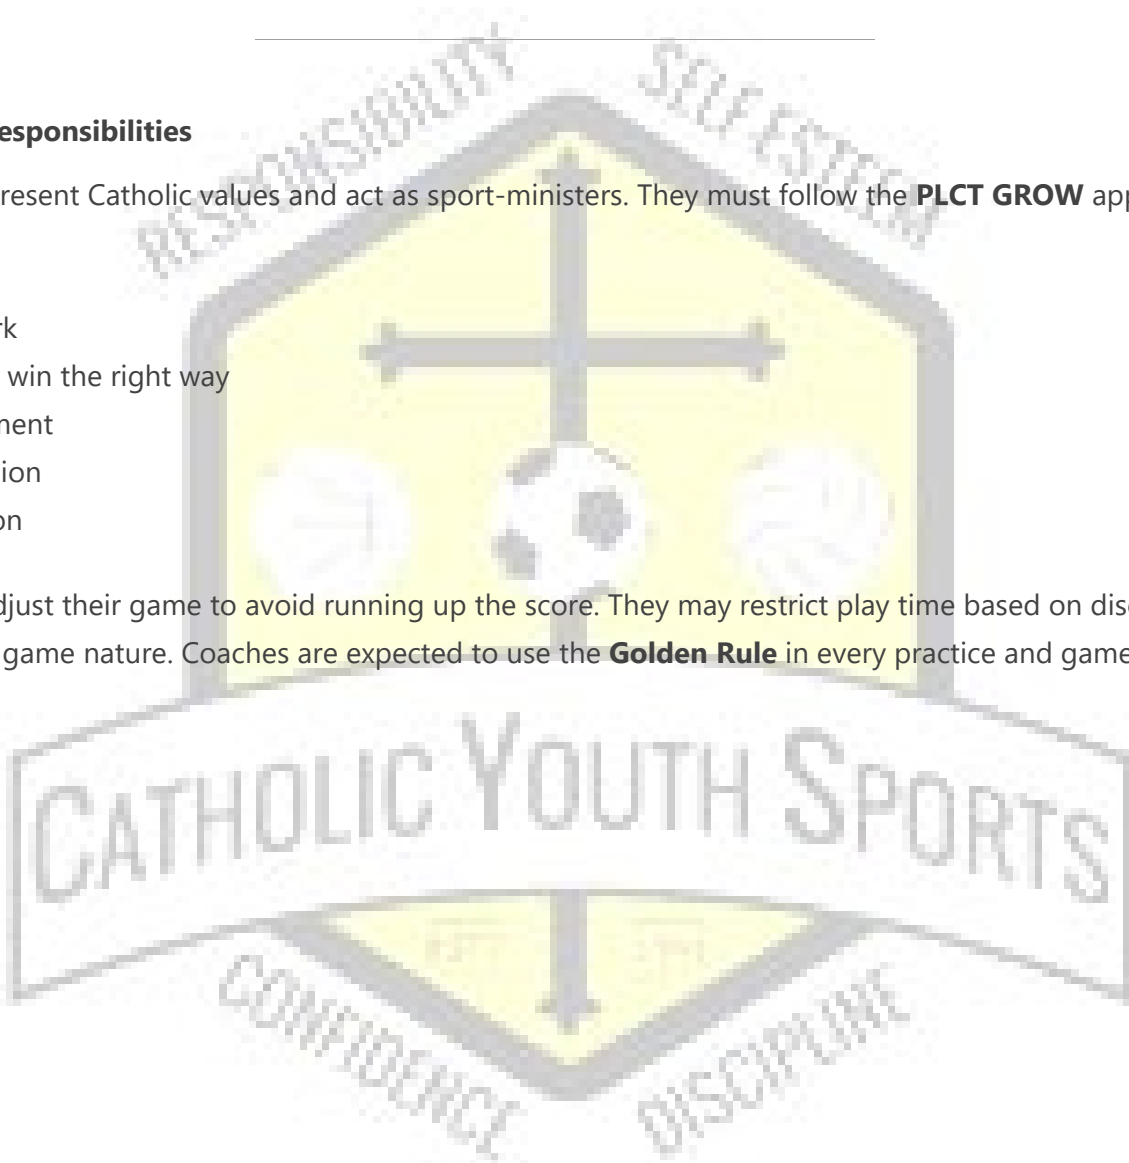 RESPONSIBILITY SELF ESTEEM
esponsibilities
resent Catholic values and act as sport-ministers. They must follow the PLCT GROW app
rk
win the right way
nent
ion
on
djust their game to avoid running up the score. They may restrict play time based on disc
game nature. Coaches are expected to use the Golden Rule in every practice and game
CATHOLIC YOUTH SPORTS
CONFIDENCE DISCIPLINE